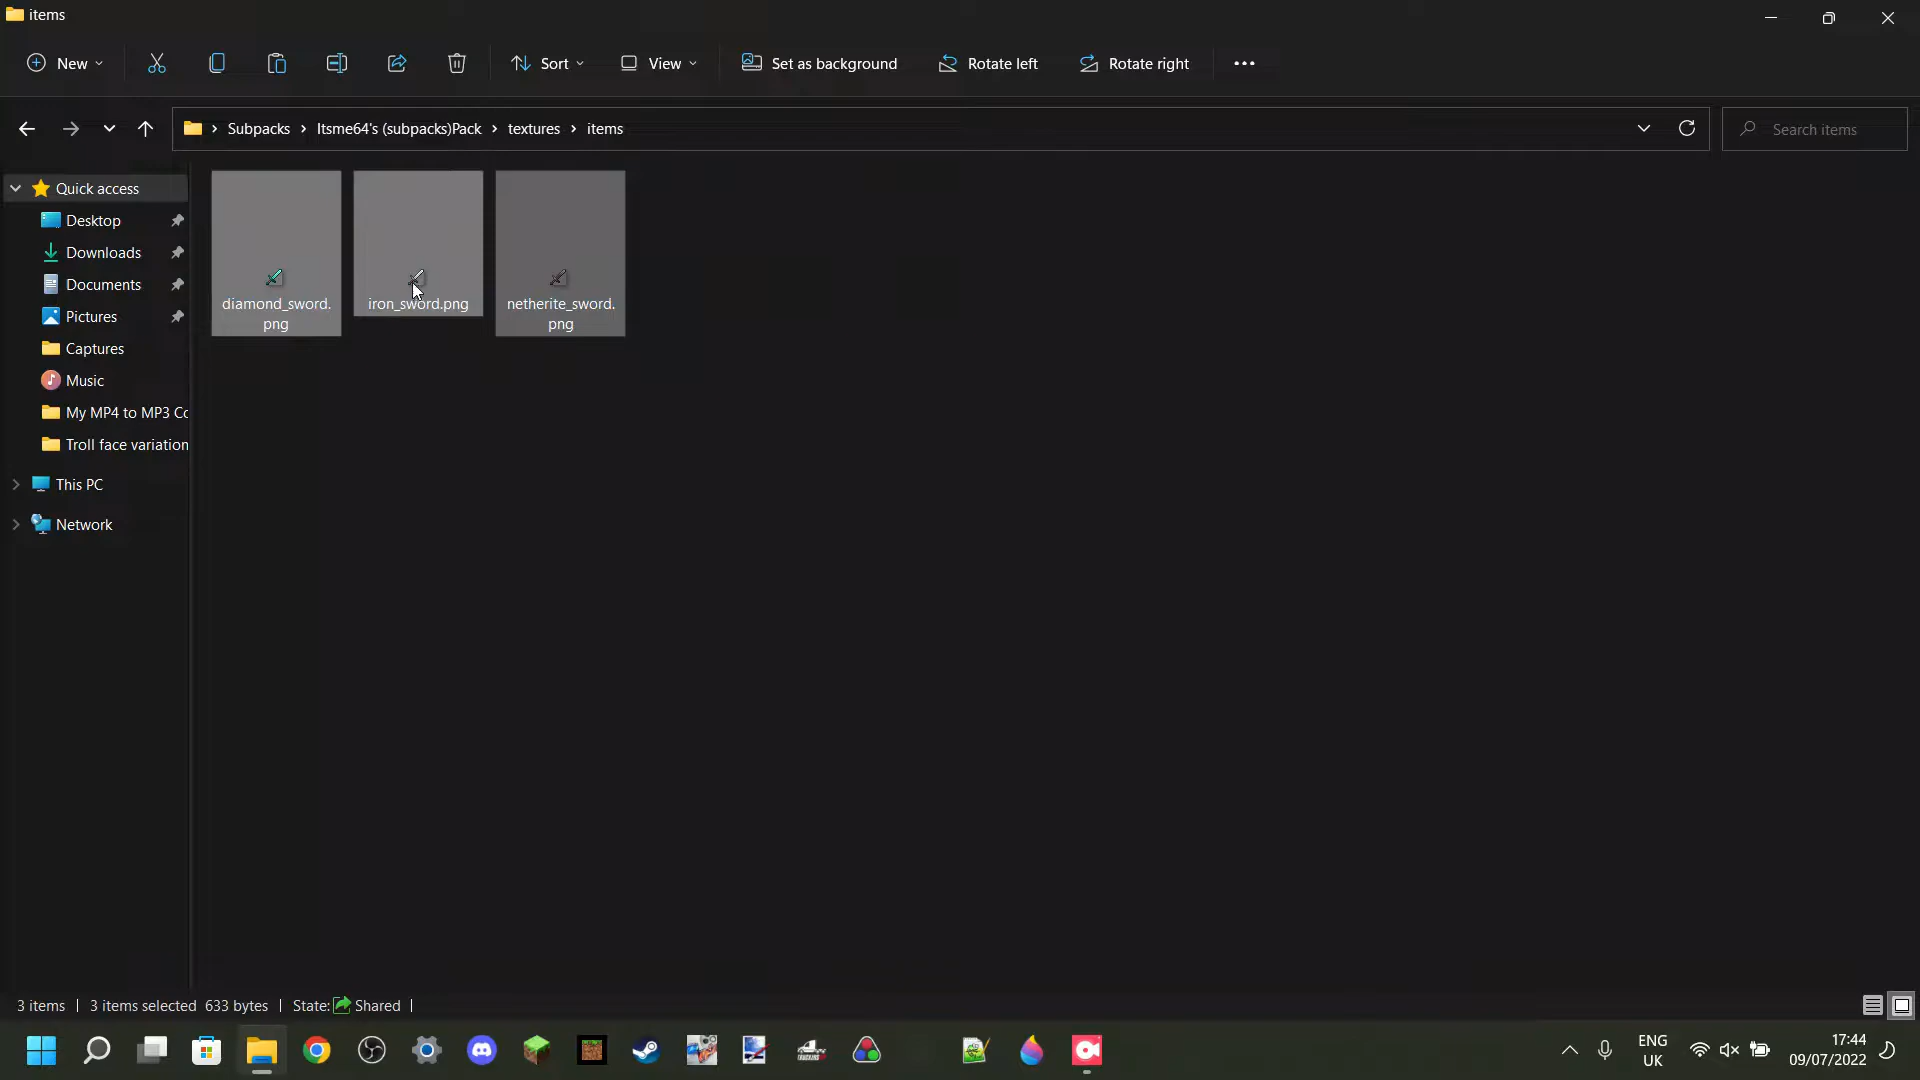 items
New
Sort
View
Set as background
Rotate left
Rotate right
Subpacks
Itsme64's (subpacks)Pack
textures
items
Search items
Quick access
Desktop
Downloads
Documents
Pictures
Captures
Music
My MP4 to MP3 Cc
Troll face variation
This PC
Network
diamond_sword.
png
iron_sword.png
netherite_sword.
png
3 items
3 items selected 633 bytes
State: Shared
ENG
UK
17:44
09/07/2022